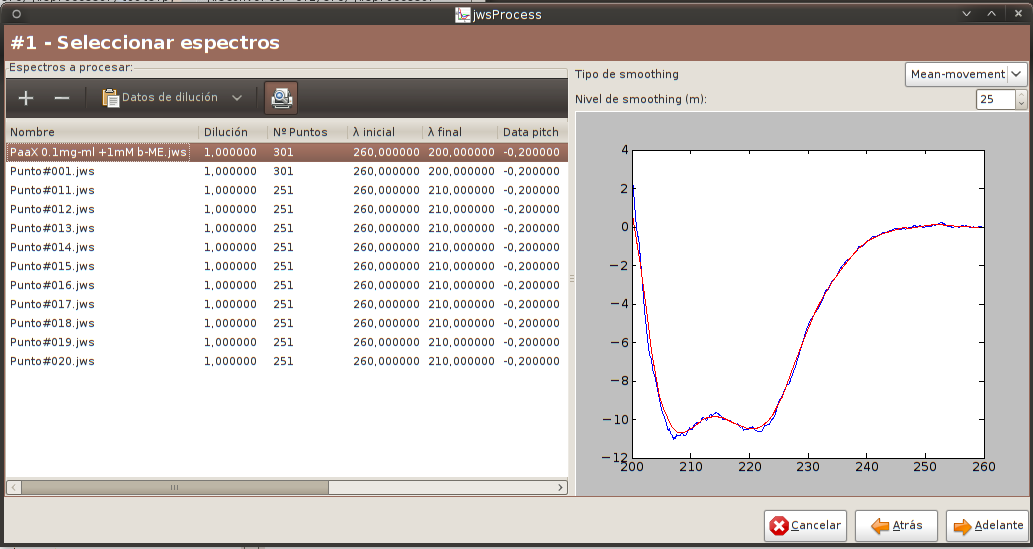 jwsProcess
#1 - Seleccionar espectros
Espectros a procesar:
Datos de dilución
Nombre Dilución Nº Puntos λ inicial λ final Data pitch
PaaX 0.1mg-ml +1mM b-ME.jws 1,000000 301 260,000000 200,000000 -0,200000
Punto#001.jws 1,000000 301 260,000000 200,000000 -0,200000
Punto#011.jws 1,000000 251 260,000000 210,000000 -0,200000
Punto#012.jws 1,000000 251 260,000000 210,000000 -0,200000
Punto#013.jws 1,000000 251 260,000000 210,000000 -0,200000
Punto#014.jws 1,000000 251 260,000000 210,000000 -0,200000
Punto#015.jws 1,000000 251 260,000000 210,000000 -0,200000
Punto#016.jws 1,000000 251 260,000000 210,000000 -0,200000
Punto#017.jws 1,000000 251 260,000000 210,000000 -0,200000
Punto#018.jws 1,000000 251 260,000000 210,000000 -0,200000
Punto#019.jws 1,000000 251 260,000000 210,000000 -0,200000
Punto#020.jws 1,000000 251 260,000000 210,000000 -0,200000
Tipo de smoothing Mean-movement
Nivel de smoothing (m): 25
4
2
0
−2
−4
−6
−8
−10
−12
200 210 220 230 240 250 260
Cancelar Atrás Adelante